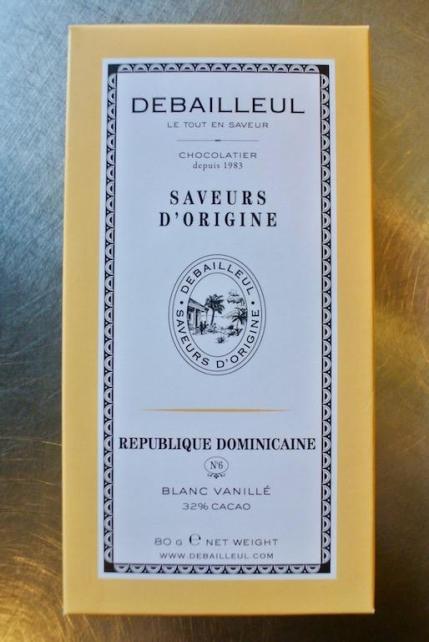 DEBAILLEUL
LE TOUT EN SAVEUR
CHOCOLATIER
depuis 1983
SAVEURS
D'ORIGINE
DEBAILLEUL
• SAVEURS D'ORIGINE •
REPUBLIQUE DOMINICAINE
N°6
BLANC VANILLÉ
32% CACAO
80 G ℮ NET WEIGHT
WWW.DEBAILLEUL.COM